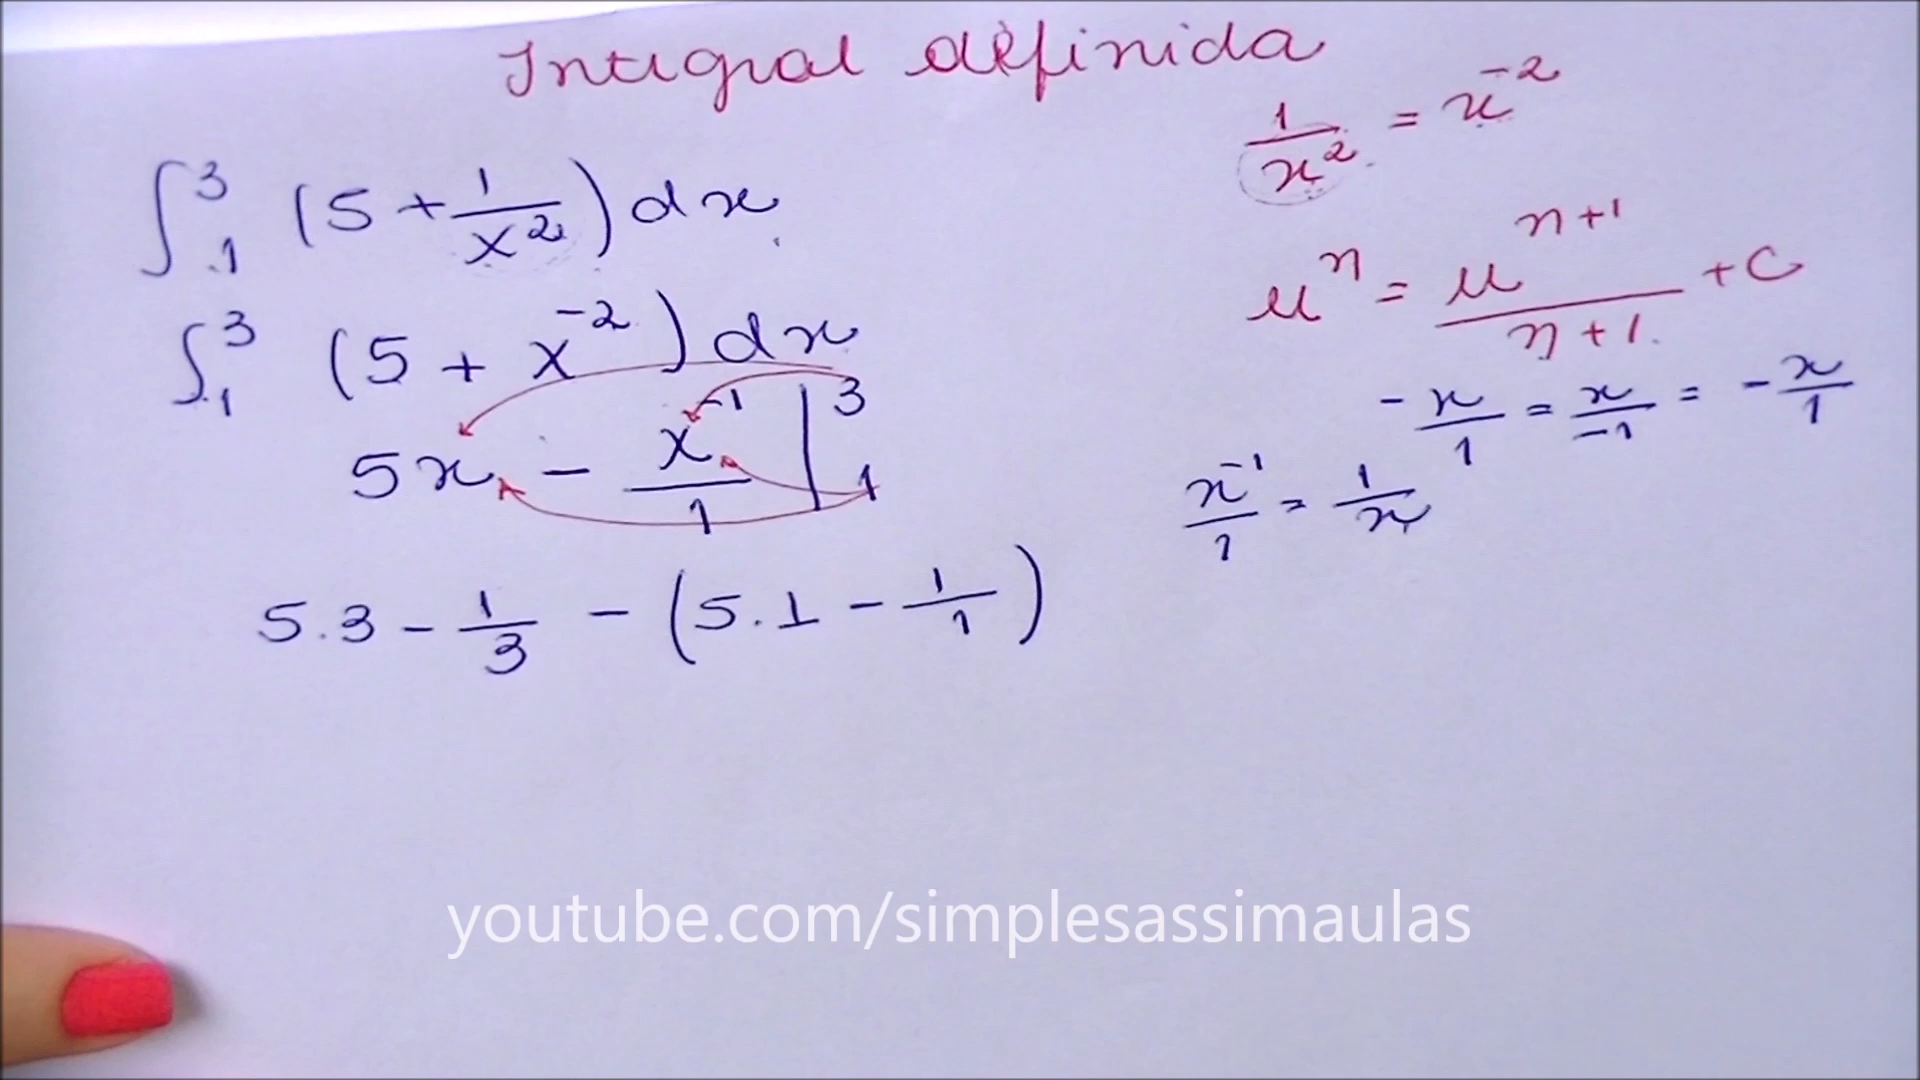 Integral definida
1/x² = x⁻²
∫₁³ (5 + 1/x²) dx
uⁿ = uⁿ⁺¹/(n+1) + C
∫₁³ (5 + x⁻²) dx
-x/1 = x/-1 = -x/1
5x - x⁻¹/1 |₁³
x⁻¹/1 = 1/x
5.3 - 1/3 - (5.1 - 1/1)
youtube.com/simplesassimaulas